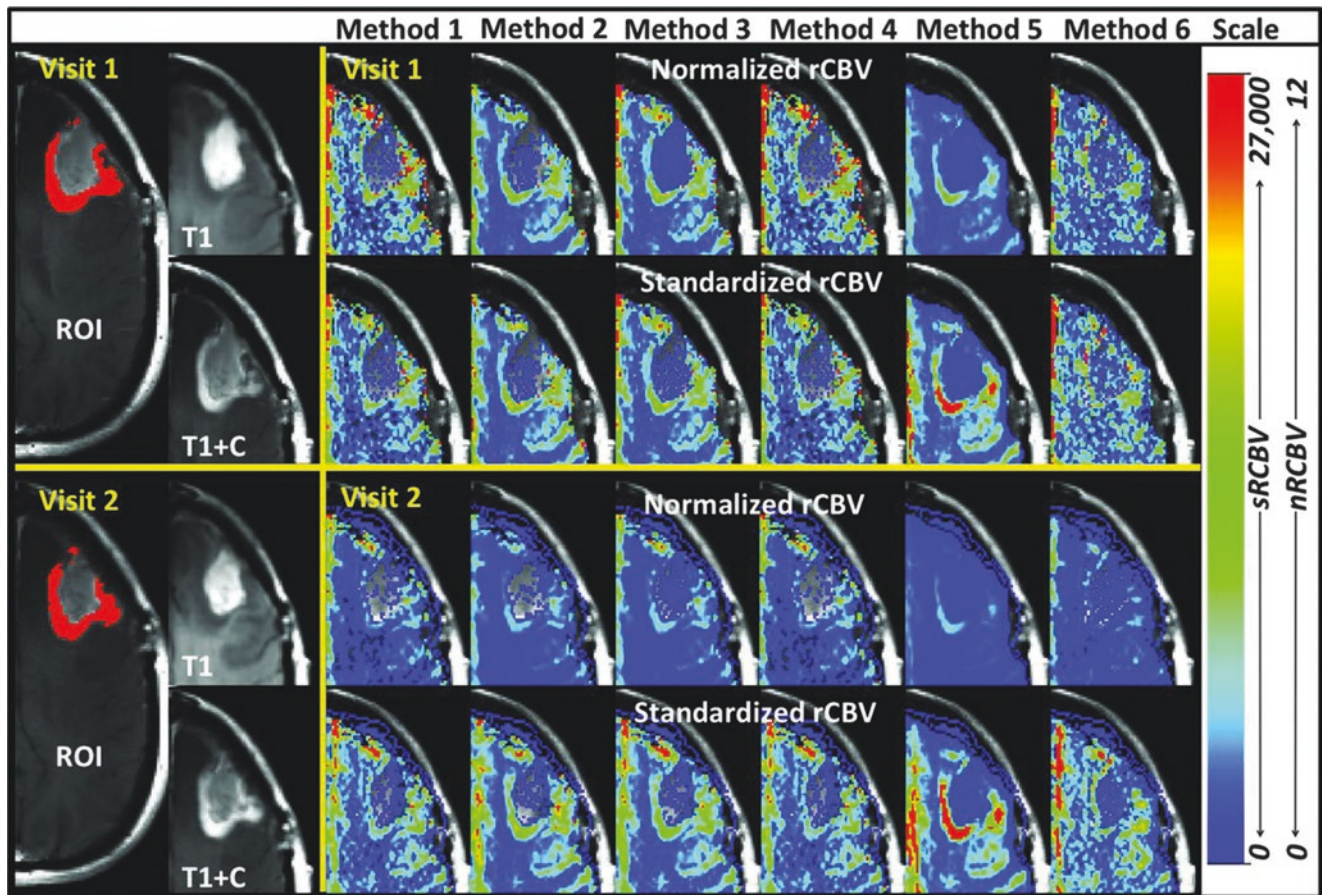 Method 1 Method 2 Method 3 Method 4 Method 5 Method 6 Scale
Visit 1
T1
ROI
T1+C
Visit 1
Normalized rCBV
Standardized rCBV
Visit 2
T1
ROI
T1+C
Visit 2
Normalized rCBV
Standardized rCBV
0 sRCBV 27,000
0 nRCBV 12